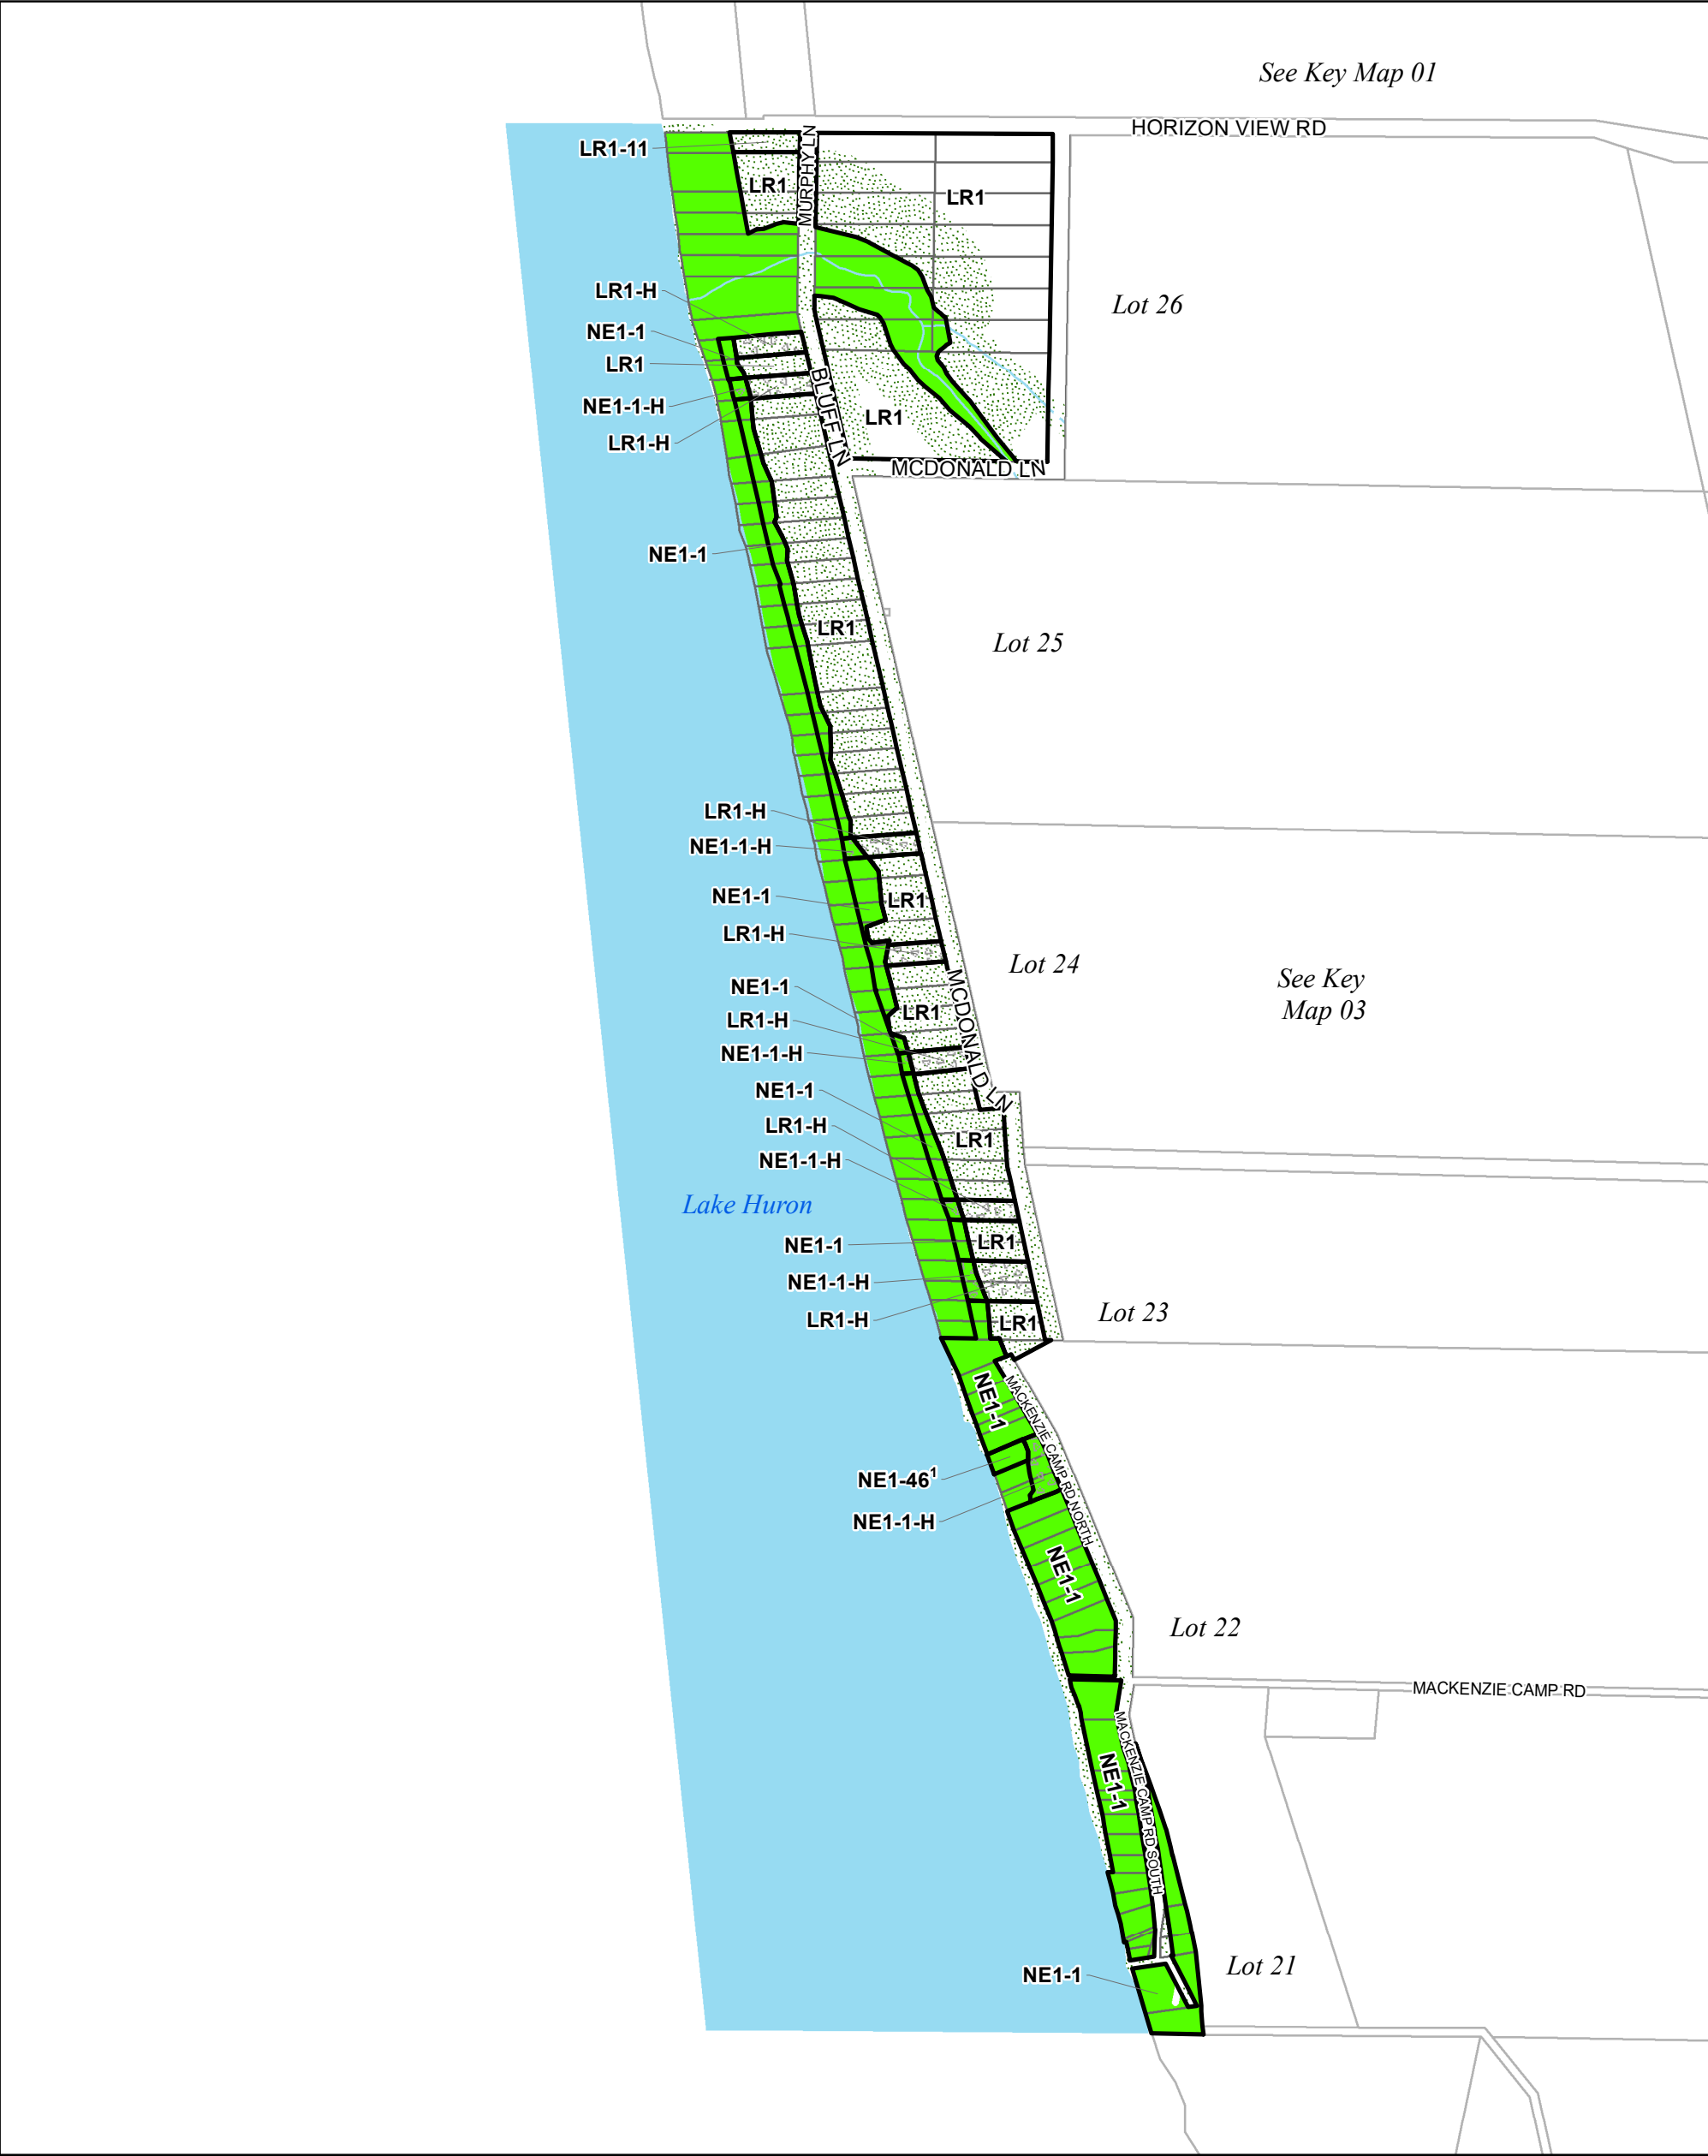 See Key Map 01
HORIZON VIEW RD
LR1-11
MURPHY LN
LR1
LR1
LR1-H
Lot 26
NE1-1
LR1
NE1-1-H
BLUFF LN
LR1
LR1-H
MCDONALD LN
NE1-1
LR1
Lot 25
LR1-H
NE1-1-H
NE1-1
LR1
LR1-H
Lot 24
See Key
Map 03
NE1-1
LR1
LR1-H
MCDONALD LN
NE1-1-H
NE1-1
LR1-H
LR1
NE1-1-H
Lake Huron
NE1-1
LR1
NE1-1-H
LR1-H
LR1
Lot 23
NE1-1
MACKENZIE CAMP RD NORTH
NE1-46¹
NE1-1-H
NE1-1
Lot 22
MACKENZIE CAMP RD
NE1-1
MACKENZIE CAMP RD SOUTH
NE1-1
Lot 21